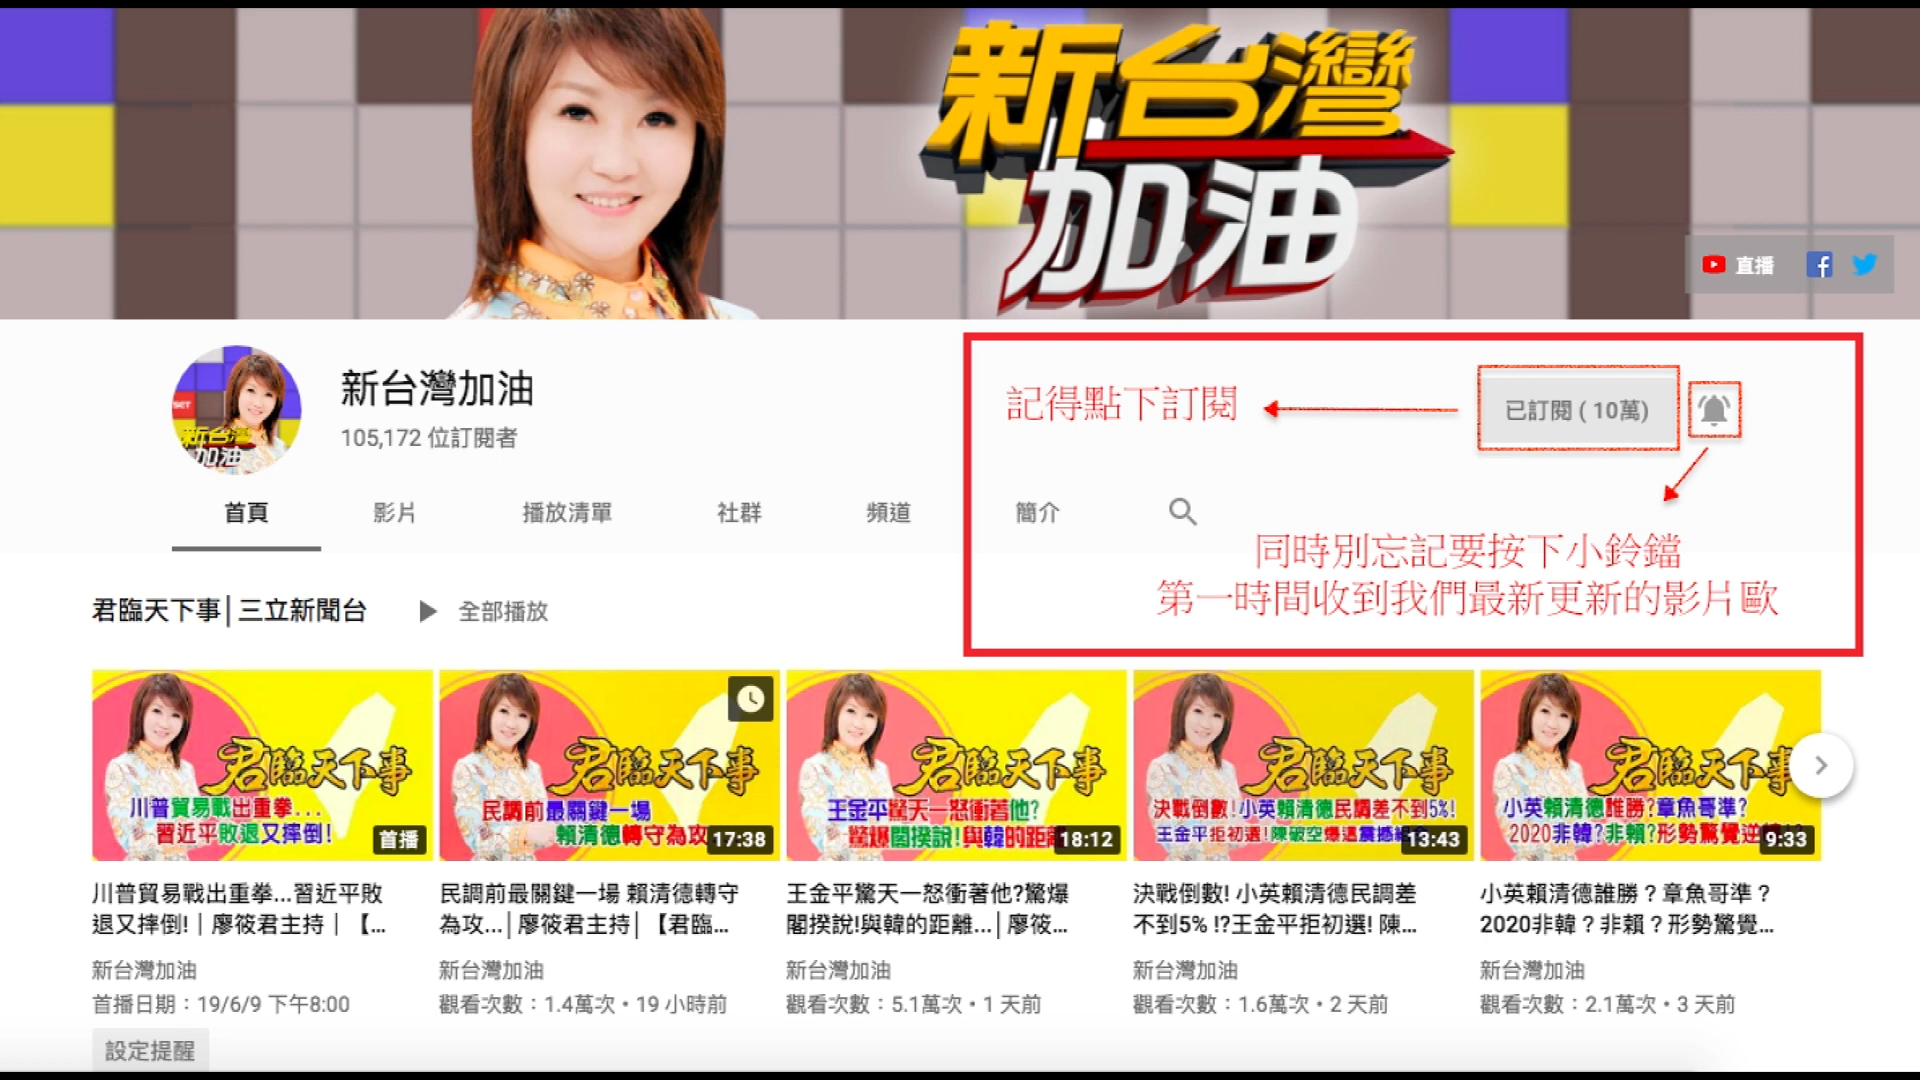 新台灣
加油
直播
SET
新台灣
加油
新台灣加油
105,172 位訂閱者
記得點下訂閱
已訂閱 ( 10萬)
首頁
影片
播放清單
社群
頻道
簡介
同時別忘記要按下小鈴鐺
第一時間收到我們最新更新的影片歐
君臨天下事│三立新聞台
全部播放
君臨天下事
川普貿易戰出重拳...
習近平敗退又摔倒!
首播
君臨天下事
民調前最關鍵一場
賴清德轉守為攻
17:38
君臨天下事
王金平驚天一怒衝著他?
驚爆閣揆說!與韓的距離
18:12
君臨天下事
決戰倒數!小英賴清德民調差不到5%!
王金平拒初選!陳破空爆這震撼
13:43
君臨天下事
小英賴清德誰勝?章魚哥準?
2020非韓?非賴?形勢驚覺逆
9:33
川普貿易戰出重拳...習近平敗
退又摔倒!│廖筱君主持│【...
新台灣加油
首播日期：19/6/9 下午8:00
設定提醒
民調前最關鍵一場 賴清德轉守
為攻...│廖筱君主持│【君臨...
新台灣加油
觀看次數：1.4萬次・19 小時前
王金平驚天一怒衝著他?驚爆
閣揆說!與韓的距離...│廖筱...
新台灣加油
觀看次數：5.1萬次・1 天前
決戰倒數! 小英賴清德民調差
不到5% !?王金平拒初選! 陳...
新台灣加油
觀看次數：1.6萬次・2 天前
小英賴清德誰勝？章魚哥準？
2020非韓？非賴？形勢驚覺...
新台灣加油
觀看次數：2.1萬次・3 天前